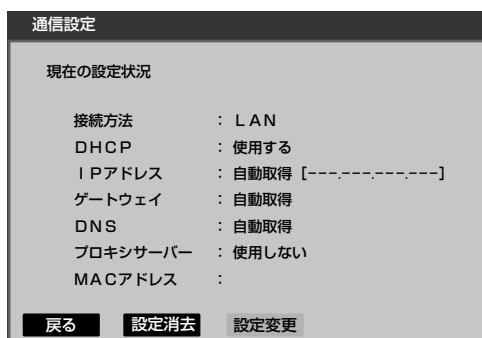 通信設定
現在の設定状況
接続方法 : LAN
DHCP : 使用する
IPアドレス : 自動取得 [---.---.---.---]
ゲートウェイ : 自動取得
DNS : 自動取得
プロキシサーバー : 使用しない
MACアドレス :
戻る 設定消去 設定変更